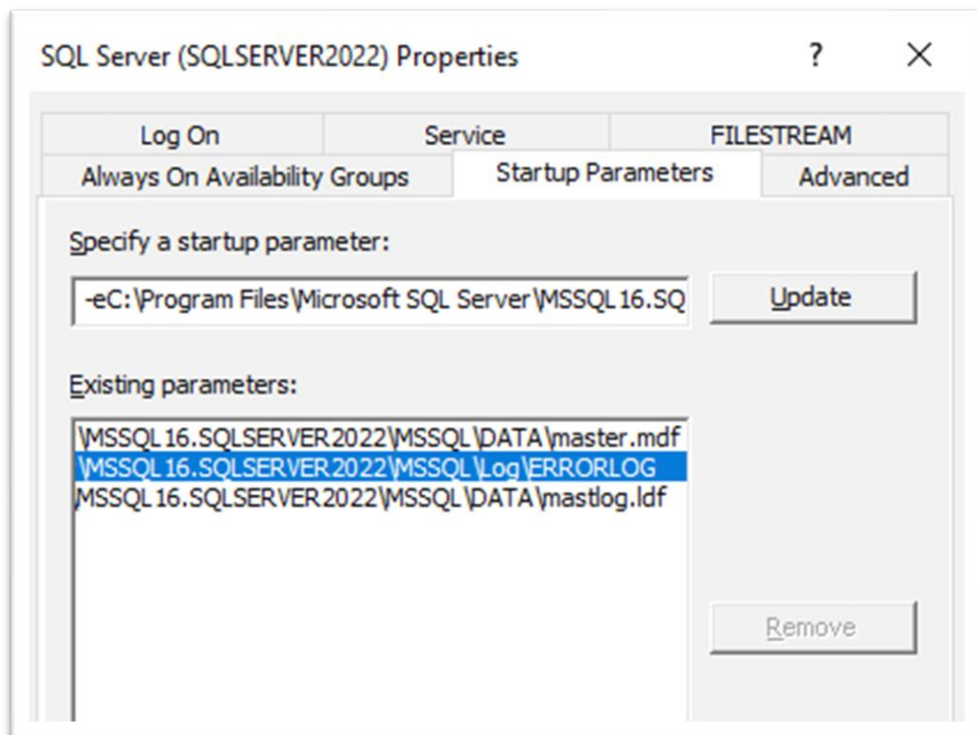 SQL Server (SQLSERVER2022) Properties ? ×
Log On Service FILESTREAM
Always On Availability Groups Startup Parameters Advanced
Specify a startup parameter:
-eC:\Program Files\Microsoft SQL Server\MSSQL16.SQ Update
Existing parameters:
\MSSQL16.SQLSERVER2022\MSSQL\DATA\master.mdf
\MSSQL16.SQLSERVER2022\MSSQL\Log\ERRORLOG
MSSQL16.SQLSERVER2022\MSSQL\DATA\mastlog.ldf
Remove